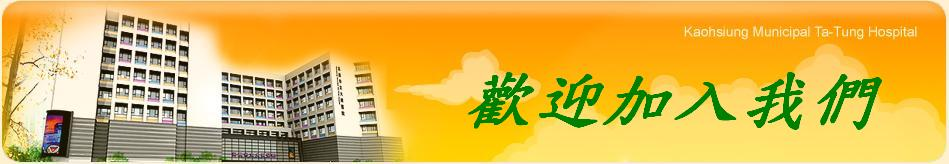 Kaohsiung Municipal Ta-Tung Hospital
歡迎加入我們